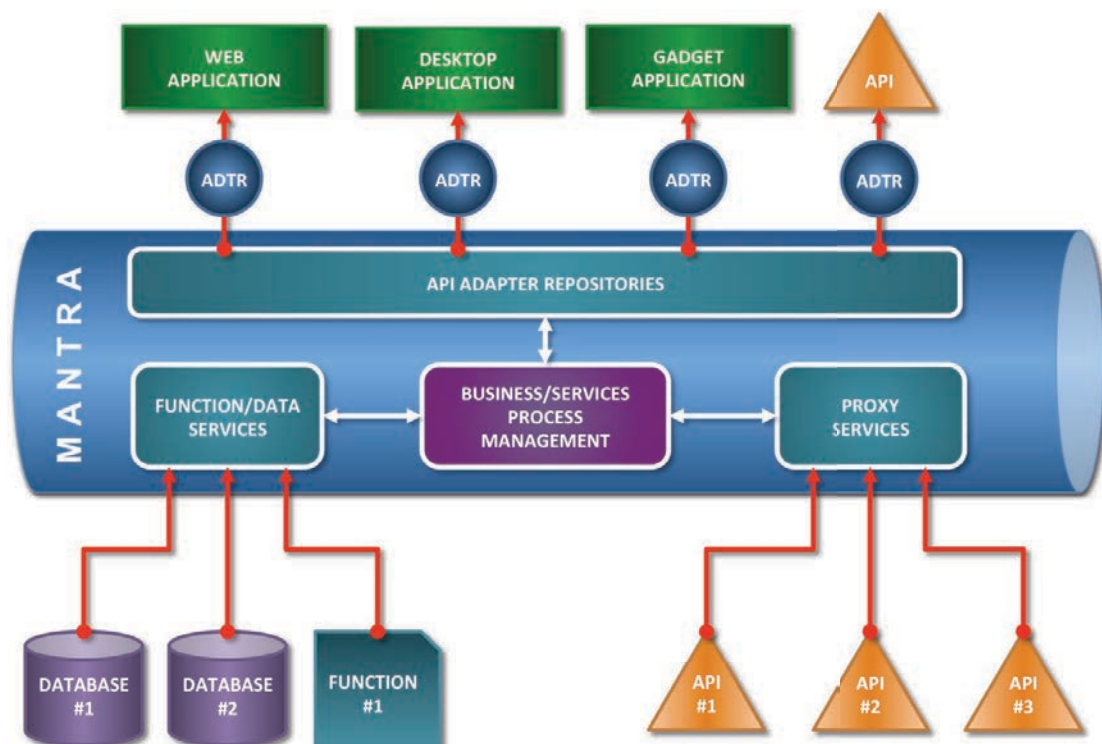 WEB
APPLICATION
DESKTOP
APPLICATION
GADGET
APPLICATION
API
ADTR
ADTR
ADTR
ADTR
MANTRA
API ADAPTER REPOSITORIES
FUNCTION/DATA
SERVICES
BUSINESS/SERVICES
PROCESS
MANAGEMENT
PROXY
SERVICES
DATABASE
#1
DATABASE
#2
FUNCTION
#1
API
#1
API
#2
API
#3